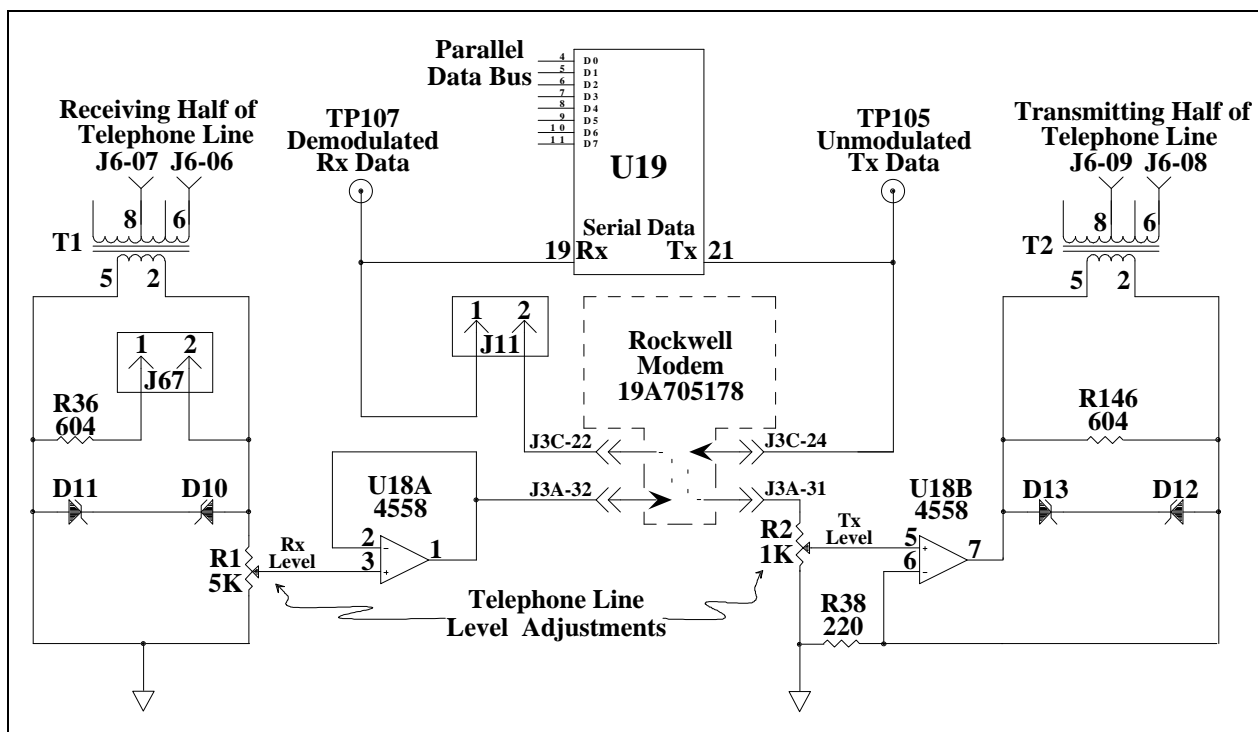 Parallel
Data Bus
4 D0
5 D1
6 D2
7 D3
8 D4
9 D5
10 D6
11 D7
U19
Serial Data
19 Rx
Tx 21
Receiving Half of
Telephone Line
J6-07 J6-06
8 6
T1
5 2
TP107
Demodulated
Rx Data
TP105
Unmodulated
Tx Data
Transmitting Half of
Telephone Line
J6-09 J6-08
8 6
T2
5 2
1 2
J67
R36
604
D11 D10
R1
5K
Rx
Level
1 2
J11
Rockwell
Modem
19A705178
J3C-22
J3C-24
J3A-32
J3A-31
U18A
4558
2 -
3 +
1
R2
1K
Tx
Level
U18B
4558
5 +
6 -
7
R146
604
D13 D12
R38
220
Telephone Line
Level Adjustments